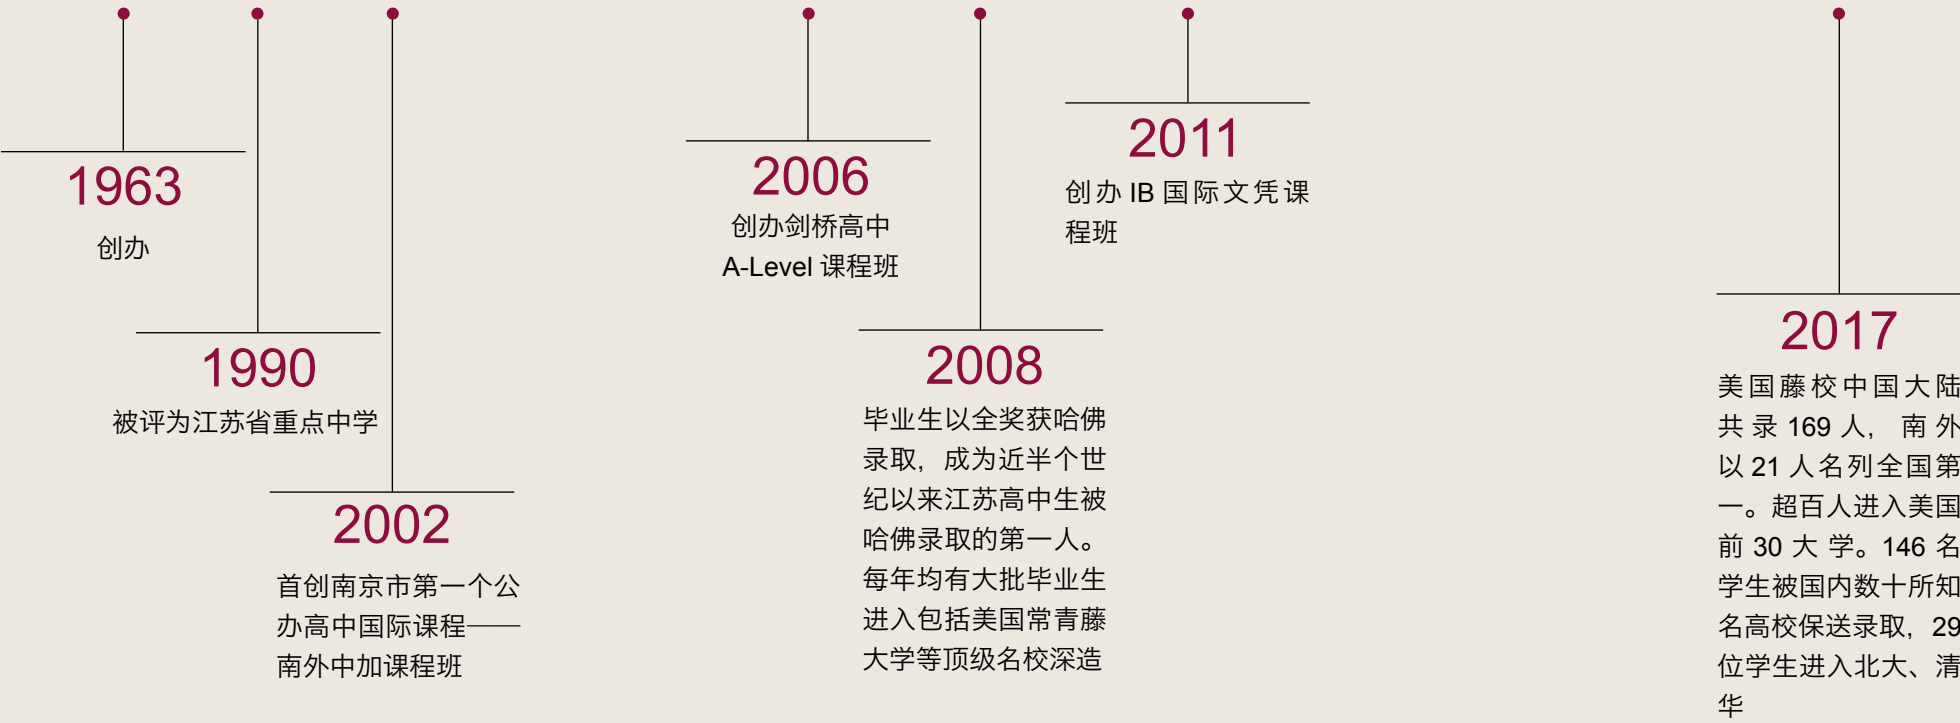 1963
创办
1990
被评为江苏省重点中学
2002
首创南京市第一个公
办高中国际课程——
南外中加课程班
2006
创办剑桥高中
A-Level 课程班
2008
毕业生以全奖获哈佛
录取，成为近半个世
纪以来江苏高中生被
哈佛录取的第一人。
每年均有大批毕业生
进入包括美国常青藤
大学等顶级名校深造
2011
创办 IB 国际文凭课
程班
2017
美国藤校中国大陆
共录 169 人，南外
以 21 人名列全国第
一。超百人进入美国
前 30 大学。146 名
学生被国内数十所知
名高校保送录取，29
位学生进入北大、清
华